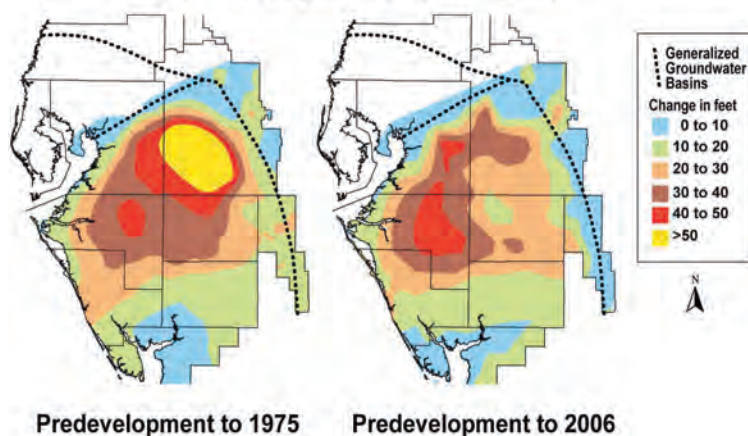 Generalized
Groundwater
Basins
Change in feet
0 to 10
10 to 20
20 to 30
30 to 40
40 to 50
>50
N
Predevelopment to 1975
Predevelopment to 2006